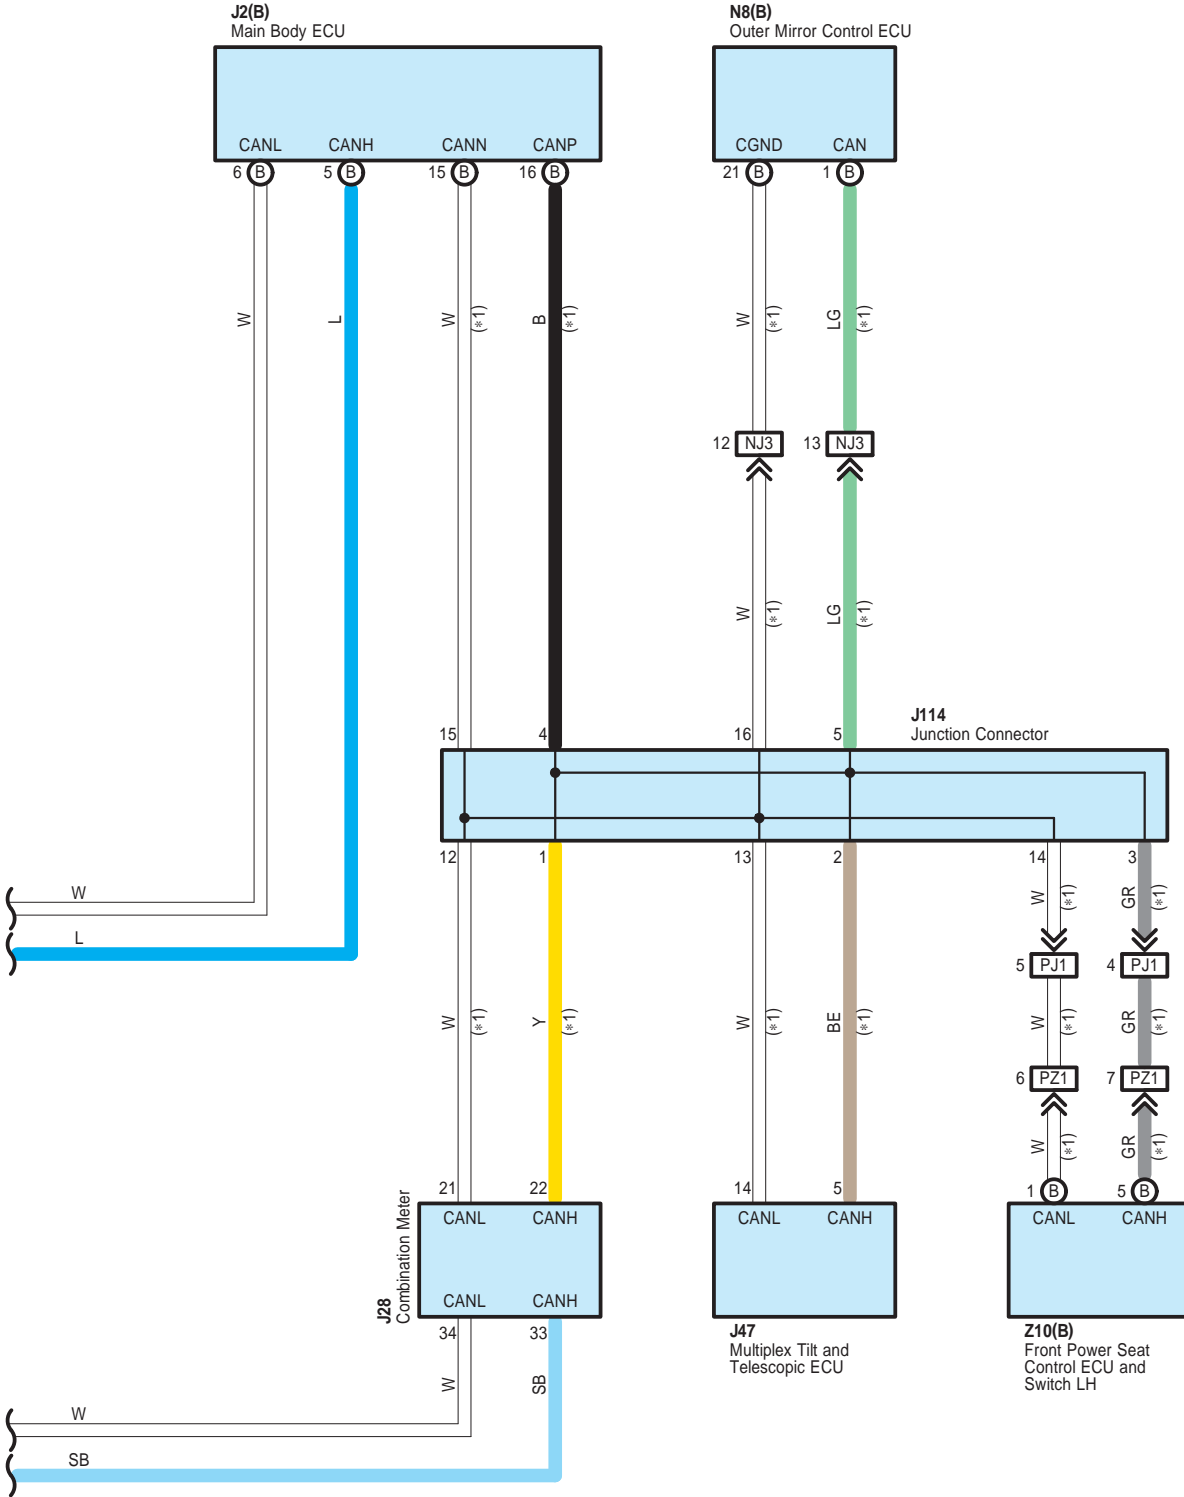 J2(B)
Main Body ECU
N8(B)
Outer Mirror Control ECU
CANL CANH CANN CANP
CGND CAN
6 B 5 B 15 B 16 B
21 B 1 B
W L W (*1) B (*1)
W (*1) LG (*1)
12 NJ3 13 NJ3
W (*1) LG (*1)
J114
Junction Connector
15 4 16 5
12 1 13 2 14 3
W
L
W (*1) GR (*1)
5 PJ1 4 PJ1
W (*1) Y (*1) W (*1) BE (*1) W (*1) GR (*1)
6 PZ1 7 PZ1
W (*1) GR (*1)
21 22 14 5 1 B 5 B
CANL CANH CANL CANH CANL CANH
J28
Combination Meter
CANL CANH
34 33
J47
Multiplex Tilt and
Telescopic ECU
Z10(B)
Front Power Seat
Control ECU and
Switch LH
W SB
W
SB